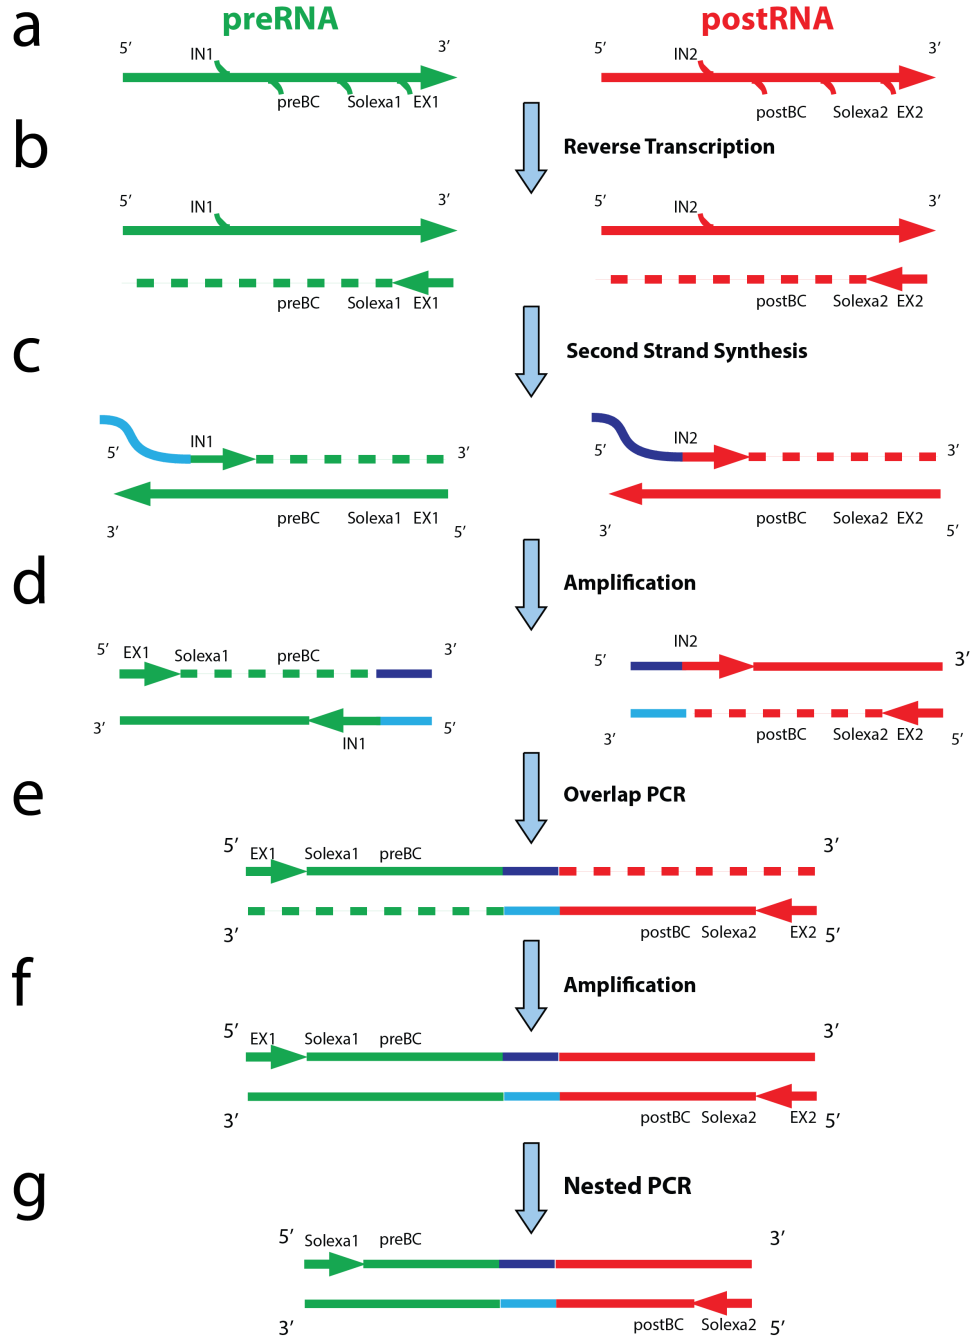 a
preRNA
postRNA
5′ IN1 3′
5′ IN2 3′
preBC Solexa1 EX1
postBC Solexa2 EX2
b
Reverse Transcription
5′ IN1 3′
5′ IN2 3′
preBC Solexa1 EX1
postBC Solexa2 EX2
c
Second Strand Synthesis
5′ IN1 3′
5′ IN2 3′
preBC Solexa1 EX1
3′ 5′
postBC Solexa2 EX2
3′ 5′
d
Amplification
5′ EX1 Solexa1 preBC 3′
5′ IN2 3′
3′ IN1 5′
postBC Solexa2 EX2
3′ 5′
e
Overlap PCR
5′ EX1 Solexa1 preBC 3′
3′ postBC Solexa2 EX2 5′
f
Amplification
5′ EX1 Solexa1 preBC 3′
3′ postBC Solexa2 EX2 5′
g
Nested PCR
5′ Solexa1 preBC 3′
3′ postBC Solexa2 5′